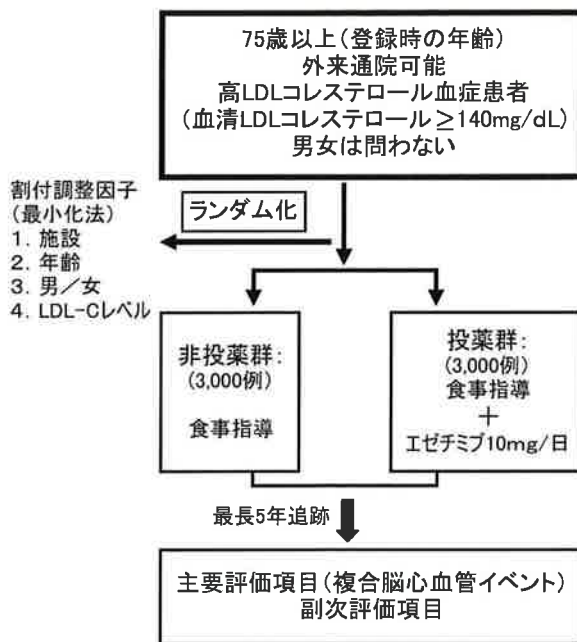 75歳以上(登録時の年齢)
外来通院可能
高LDLコレステロール血症患者
(血清LDLコレステロール≧140mg/dL)
男女は問わない
割付調整因子
(最小化法)
1. 施設
2. 年齢
3. 男／女
4. LDL-Cレベル
ランダム化
非投薬群:
(3,000例)
食事指導
投薬群:
(3,000例)
食事指導
＋
エゼチミブ10mg/日
最長5年追跡
主要評価項目(複合脳心血管イベント)
副次評価項目